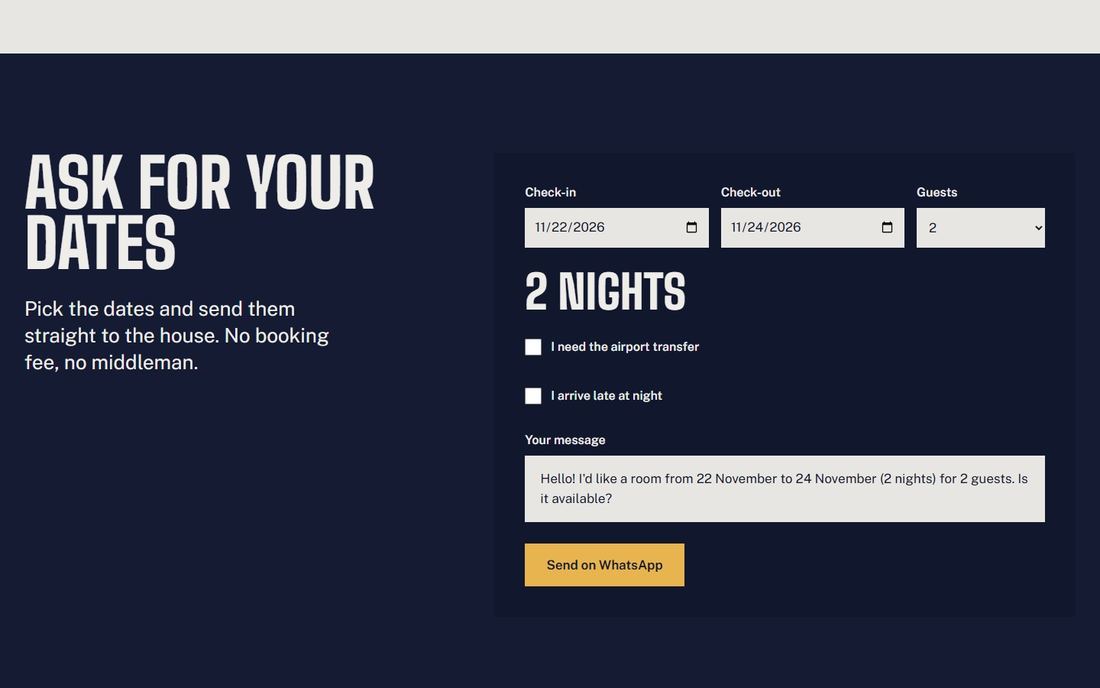 ASK FOR YOUR
DATES
Pick the dates and send them
straight to the house. No booking
fee, no middleman.
Check-in
Check-out
Guests
11/22/2026
11/24/2026
2
2 NIGHTS
I need the airport transfer
I arrive late at night
Your message
Hello! I'd like a room from 22 November to 24 November (2 nights) for 2 guests. Is
it available?
Send on WhatsApp